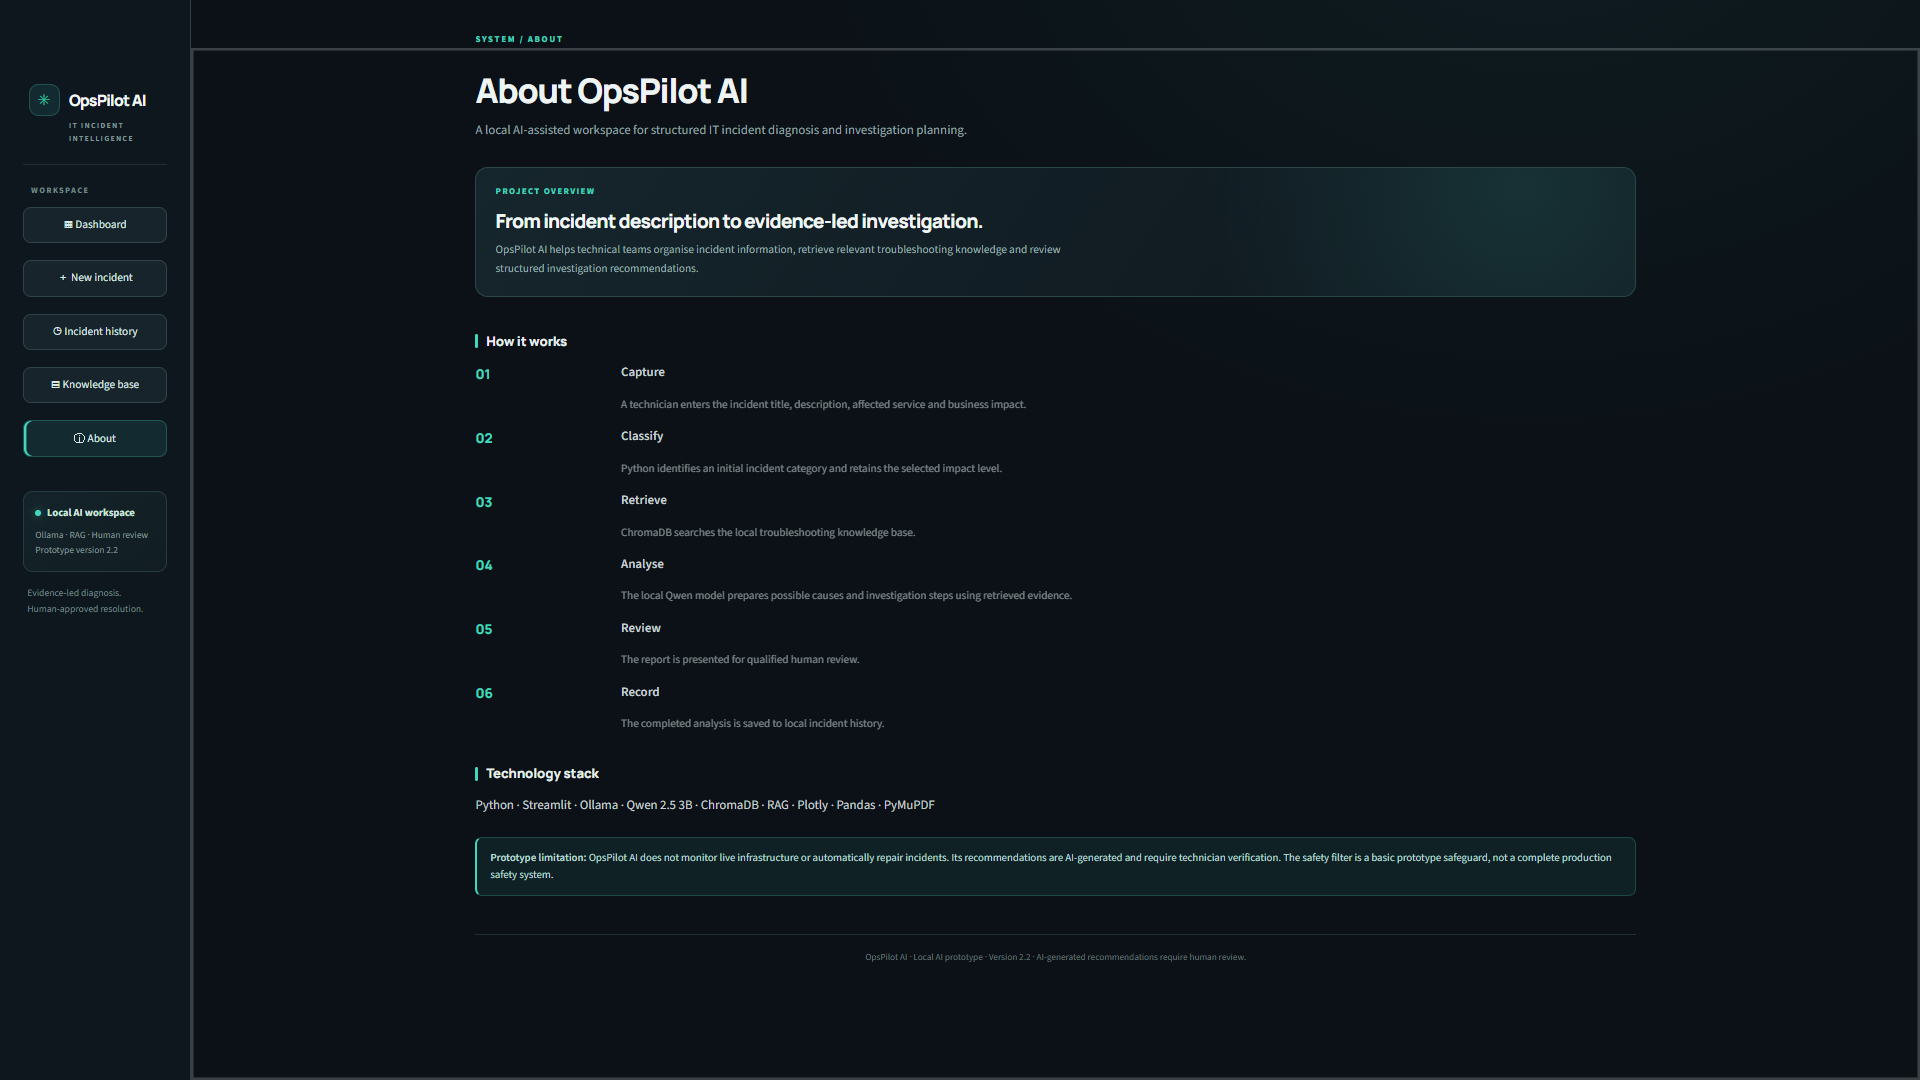 OpsPilot AI
IT INCIDENT
INTELLIGENCE
WORKSPACE
Dashboard
+ New incident
Incident history
Knowledge base
About
Local AI workspace
Ollama · RAG · Human review
Prototype version 2.2
Evidence-led diagnosis.
Human-approved resolution.
SYSTEM / ABOUT
About OpsPilot AI
A local AI-assisted workspace for structured IT incident diagnosis and investigation planning.
PROJECT OVERVIEW
From incident description to evidence-led investigation.
OpsPilot AI helps technical teams organise incident information, retrieve relevant troubleshooting knowledge and review
structured investigation recommendations.
How it works
01 Capture
A technician enters the incident title, description, affected service and business impact.
02 Classify
Python identifies an initial incident category and retains the selected impact level.
03 Retrieve
ChromaDB searches the local troubleshooting knowledge base.
04 Analyse
The local Qwen model prepares possible causes and investigation steps using retrieved evidence.
05 Review
The report is presented for qualified human review.
06 Record
The completed analysis is saved to local incident history.
Technology stack
Python · Streamlit · Ollama · Qwen 2.5 3B · ChromaDB · RAG · Plotly · Pandas · PyMuPDF
Prototype limitation: OpsPilot AI does not monitor live infrastructure or automatically repair incidents. Its recommendations are AI-generated and require technician verification. The safety filter is a basic prototype safeguard, not a complete production
safety system.
OpsPilot AI · Local AI prototype · Version 2.2 · AI-generated recommendations require human review.